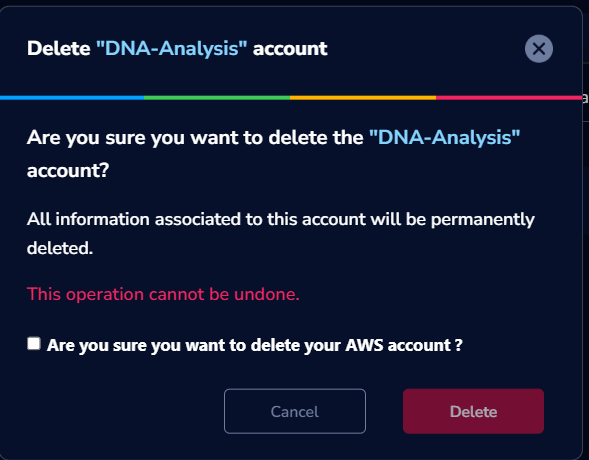 Delete "DNA-Analysis" account
Are you sure you want to delete the "DNA-Analysis"
account?
All information associated to this account will be permanently
deleted.
This operation cannot be undone.
Are you sure you want to delete your AWS account ?
Cancel
Delete